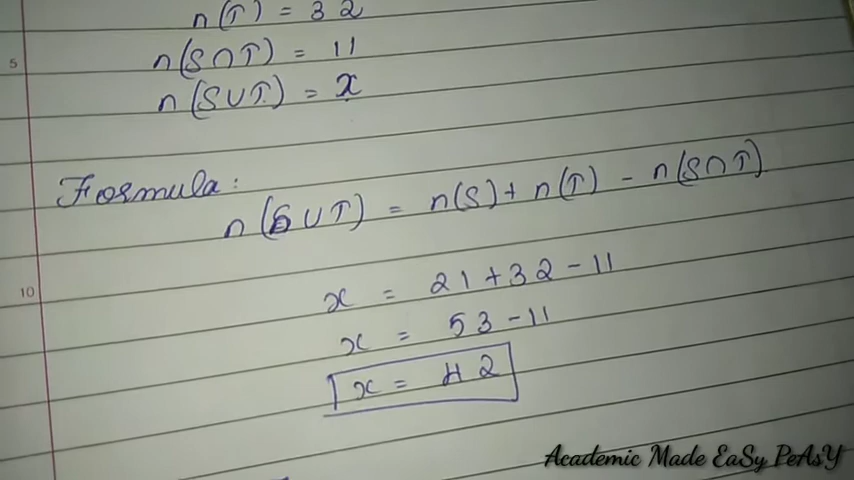 n(T) = 32
5
n(S∩T) = 11
n(S∪T) = x
Formula:
n(S∪T) = n(S) + n(T) - n(S∩T)
10
x = 21 + 32 - 11
x = 53 - 11
x = 42
Academic Made EaSy PeAsY